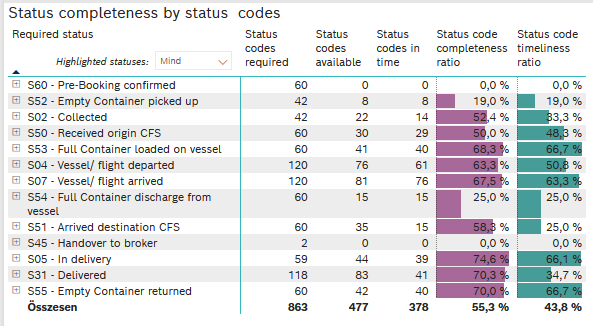 Status completeness by status codes
Required status Status codes required Status codes available Status codes in time Status code completeness ratio Status code timeliness ratio
Highlighted statuses: Mind
S60 - Pre-Booking confirmed 60 0 0 0,0 % 0,0 %
S52 - Empty Container picked up 42 8 8 19,0 % 19,0 %
S02 - Collected 42 22 14 52,4 % 33,3 %
S50 - Received origin CFS 60 30 29 50,0 % 48,3 %
S53 - Full Container loaded on vessel 60 41 40 68,3 % 66,7 %
S04 - Vessel/ flight departed 120 76 61 63,3 % 50,8 %
S07 - Vessel/ flight arrived 120 81 76 67,5 % 63,3 %
S54 - Full Container discharge from vessel 60 15 15 25,0 % 25,0 %
S51 - Arrived destination CFS 60 35 15 58,3 % 25,0 %
S45 - Handover to broker 2 0 0 0,0 % 0,0 %
S05 - In delivery 59 44 39 74,6 % 66,1 %
S31 - Delivered 118 83 41 70,3 % 34,7 %
S55 - Empty Container returned 60 42 40 70,0 % 66,7 %
Összesen 863 477 378 55,3 % 43,8 %